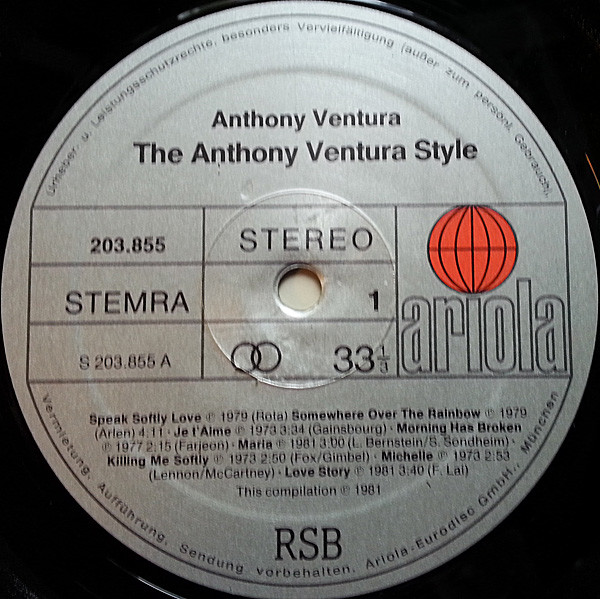 (Urheber- u. Leistungsschutzrechte, besonders Vervielfältigung (außer zum persönl. Gebrauch)
Anthony Ventura
The Anthony Ventura Style
203.855
STEREO
STEMRA
1
S 203.855 A
33 1/3
ariola
Speak Softly Love ℗ 1979 (Rota) Somewhere Over The Rainbow ℗ 1979
(Arlen) 4:11 · Je t'Aime ℗ 1973 3:34 (Gainsbourg) · Morning Has Broken
℗ 1977 2:15 (Farjeon) · Maria ℗ 1981 3:00 (L. Bernstein/S. Sondheim) ·
Killing Me Softly ℗ 1973 2:50 (Fox/Gimbel) · Michelle ℗ 1973 2:53
(Lennon/McCartney) · Love Story ℗ 1981 3:40 (F. Lai)
This compilation ℗ 1981
RSB
Vermietung, Aufführung, Sendung vorbehalten. Ariola-Eurodisc GmbH., München